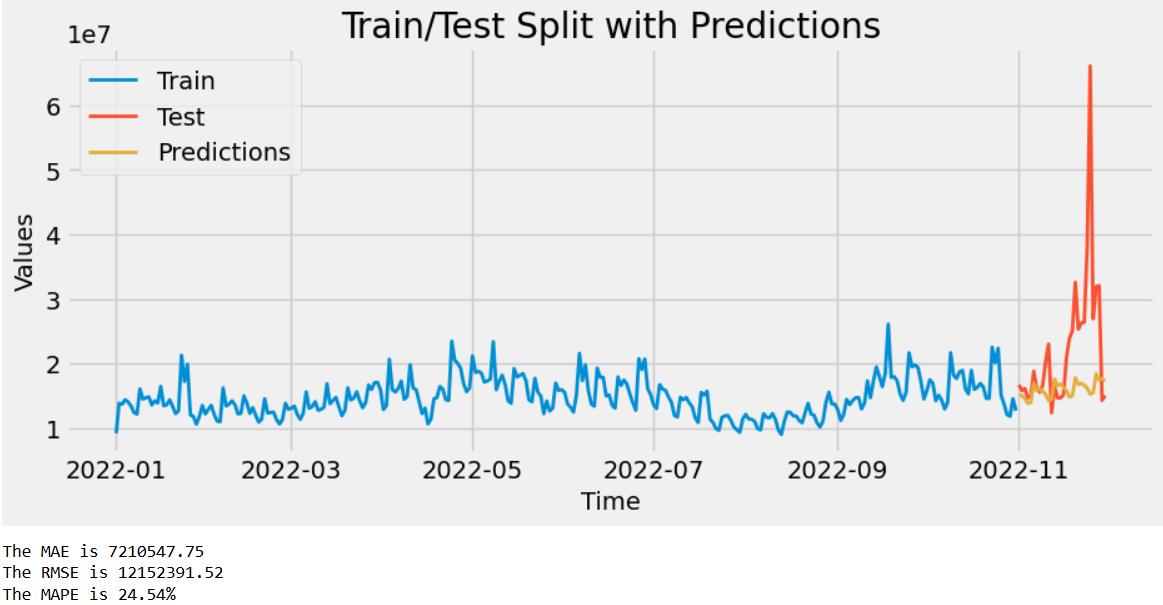 Train/Test Split with Predictions
1e7
Train
Test
Predictions
6
5
4
3
2
1
Values
2022-01 2022-03 2022-05 2022-07 2022-09 2022-11
Time
The MAE is 7210547.75
The RMSE is 12152391.52
The MAPE is 24.54%